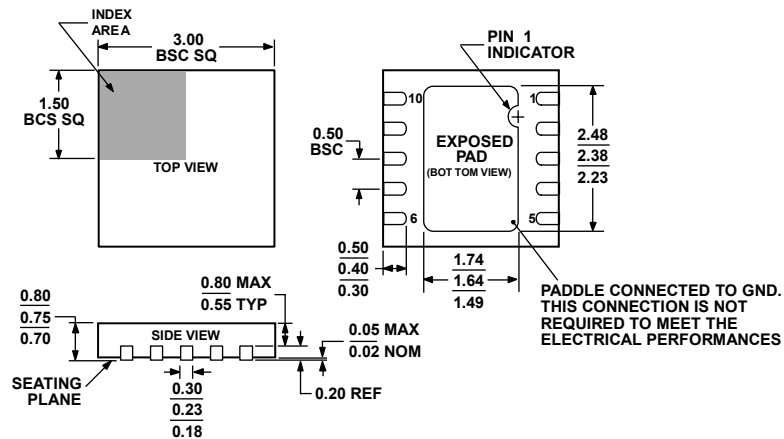 INDEX
AREA
3.00
BSC SQ
1.50
BCS SQ
TOP VIEW
PIN 1
INDICATOR
10
1
0.50
BSC
EXPOSED
PAD
(BOT TOM VIEW)
2.48
2.38
2.23
6
5
0.50
0.40
0.30
1.74
1.64
1.49
PADDLE CONNECTED TO GND.
THIS CONNECTION IS NOT
REQUIRED TO MEET THE
ELECTRICAL PERFORMANCES
0.80
0.75
0.70
0.80 MAX
0.55 TYP
SIDE VIEW
0.05 MAX
0.02 NOM
SEATING
PLANE
0.30
0.23
0.18
0.20 REF